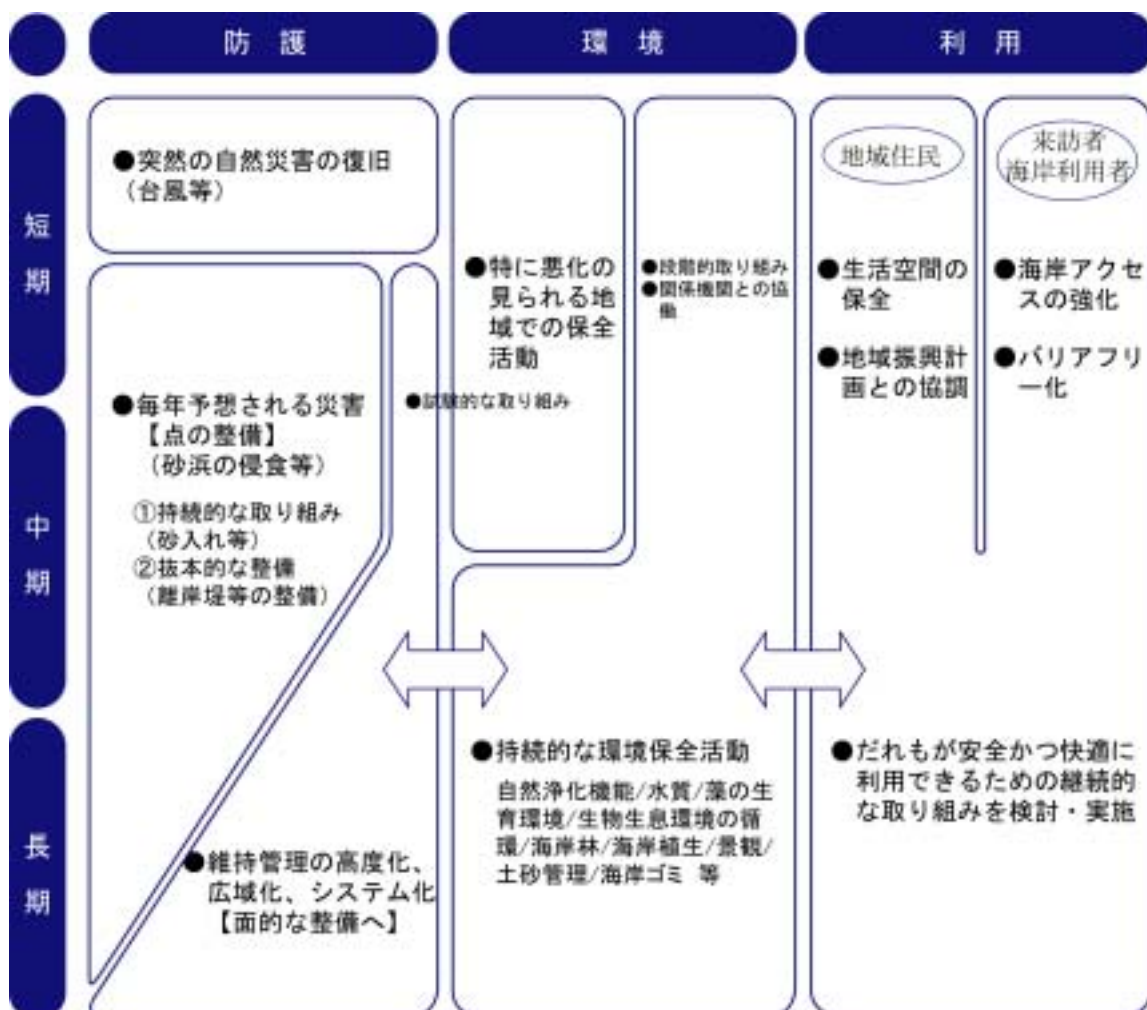 防護
環境
利用
短期
中期
長期
●突然の自然災害の復旧
(台風等)
●毎年予想される災害
【点の整備】
(砂浜の侵食等)
①持続的な取り組み
(砂入れ等)
②抜本的な整備
(離岸堤等の整備)
●試験的な取り組み
●維持管理の高度化、
広域化、システム化
【面的な整備へ】
●特に悪化の
見られる地
域での保全
活動
●段階的取り組み
●関係機関との協
働
●持続的な環境保全活動
自然浄化機能/水質/藻の生
育環境/生物生息環境の循
環/海岸林/海岸植生/景観/
土砂管理/海岸ゴミ 等
地域住民
●生活空間の
保全
●地域振興計
画との協調
来訪者
海岸利用者
●海岸アクセ
スの強化
●バリアフリ
ー化
●だれもが安全かつ快適に
利用できるための継続的
な取り組みを検討・実施